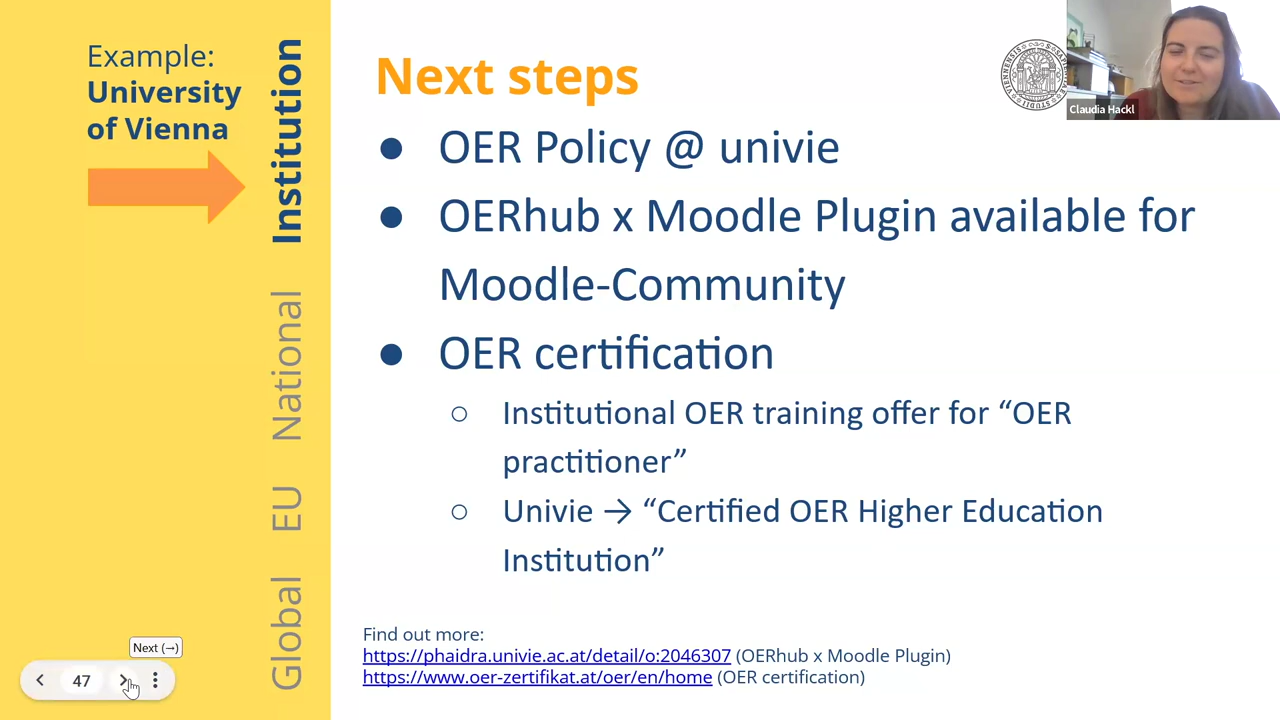 Example:
University
of Vienna
Institution
National
EU
Global
Next steps
● OER Policy @ univie
● OERhub x Moodle Plugin available for
Moodle-Community
● OER certification
○ Institutional OER training offer for “OER
practitioner”
○ Univie → “Certified OER Higher Education
Institution”
Find out more:
https://phaidra.univie.ac.at/detail/o:2046307 (OERhub x Moodle Plugin)
https://www.oer-zertifikat.at/oer/en/home (OER certification)
Claudia Hackl
Next (→)
47